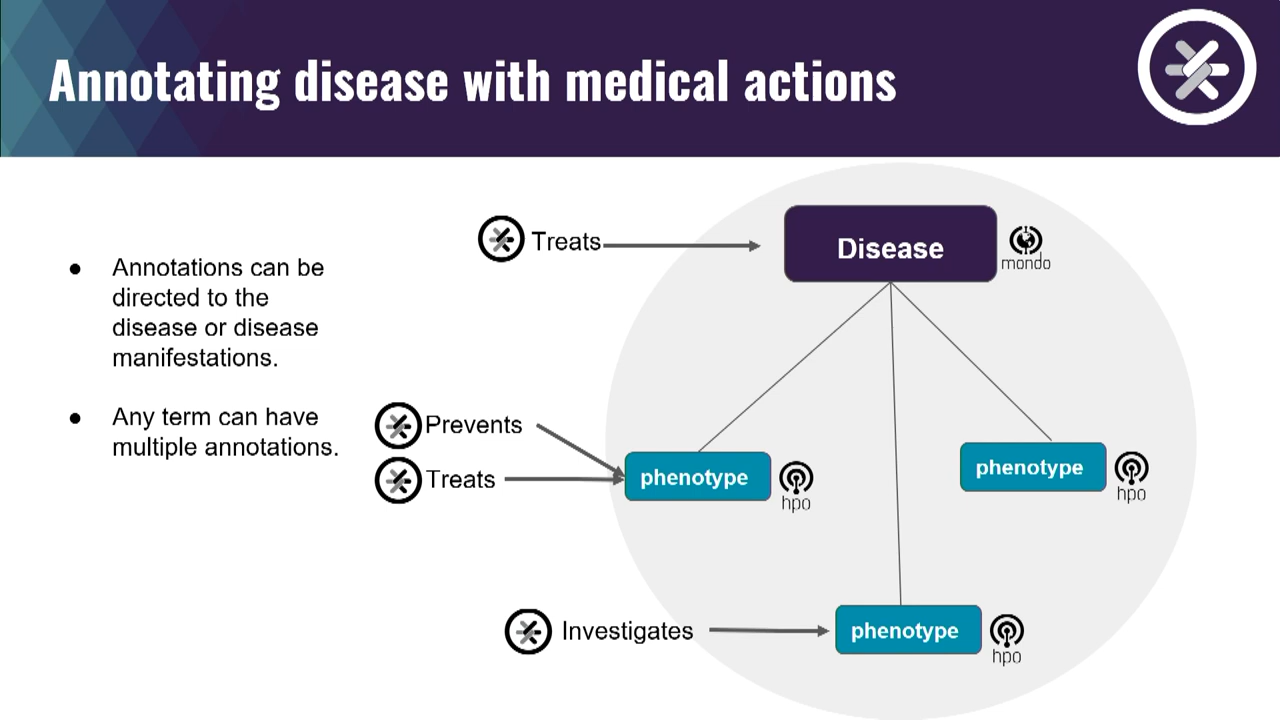 Annotating disease with medical actions
Treats
Disease
mondo
● Annotations can be
directed to the
disease or disease
manifestations.
● Any term can have
multiple annotations.
Prevents
Treats
phenotype
hpo
phenotype
hpo
Investigates
phenotype
hpo